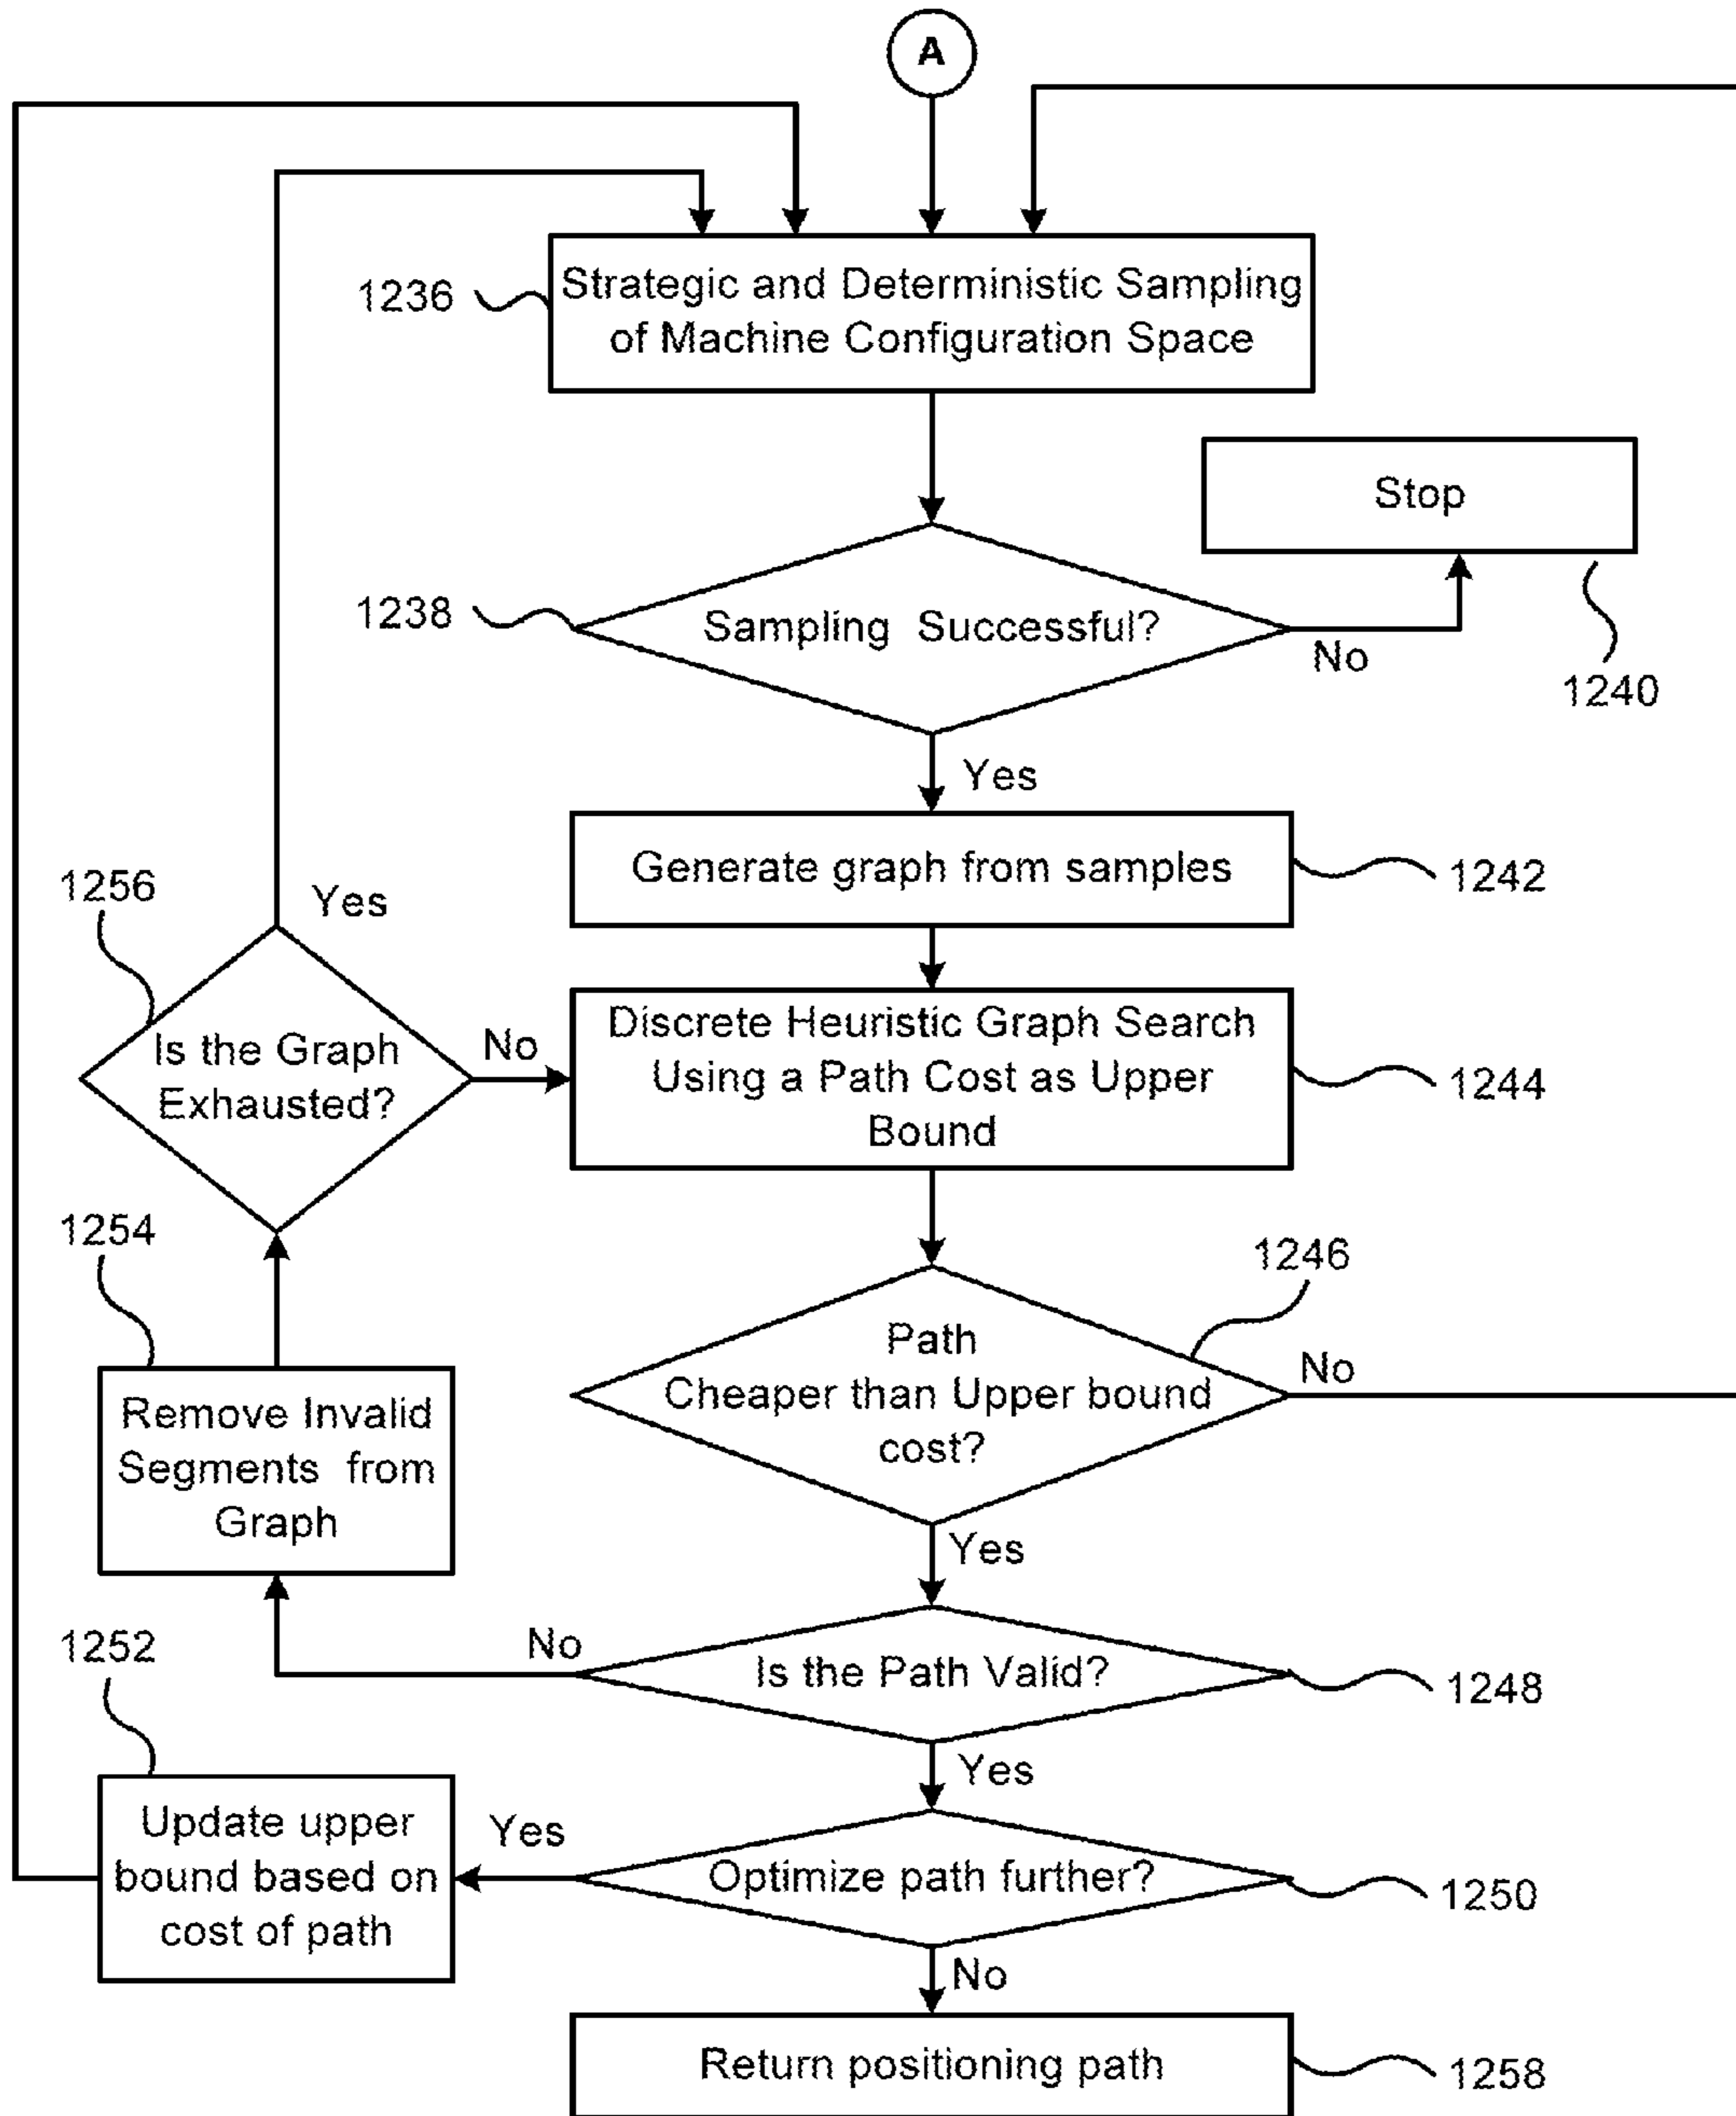 A
1236
Strategic and Deterministic Sampling
of Machine Configuration Space
Stop
1238
Sampling Successful?
No
1240
Yes
Generate graph from samples
1242
1256
Yes
Is the Graph
Exhausted?
No
Discrete Heuristic Graph Search
Using a Path Cost as Upper
Bound
1244
1254
1246
Path
Cheaper than Upper bound
cost?
No
Remove Invalid
Segments from
Graph
Yes
1252
No
Is the Path Valid?
1248
Yes
Update upper
bound based on
cost of path
Yes
Optimize path further?
1250
No
Return positioning path
1258